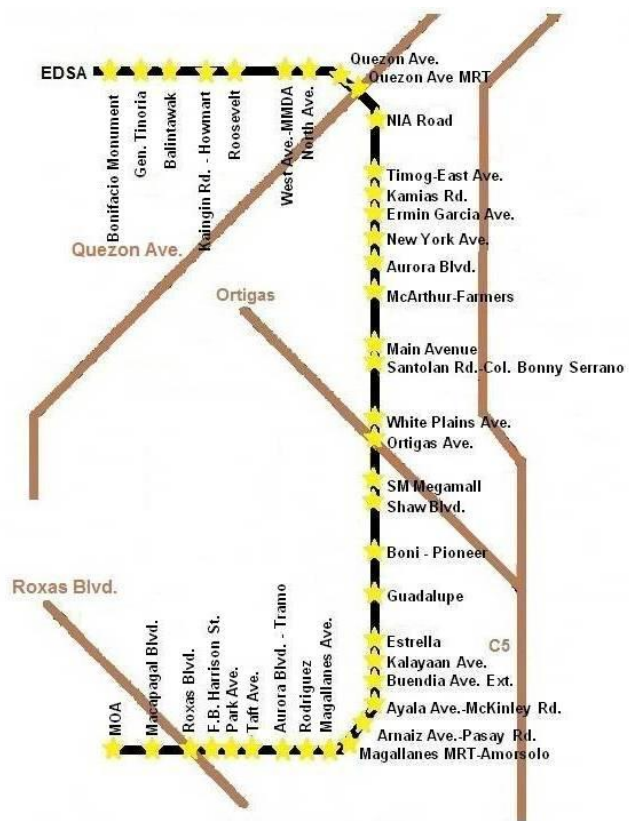 EDSA
Bonifacio Monument
Gen. Tinoria
Balintawak
Kaingin Rd. - Howmart
Roosevelt
West Ave.-MMDA
North Ave.
Quezon Ave.
Quezon Ave MRT
NIA Road
Timog-East Ave.
Kamias Rd.
Ermin Garcia Ave.
New York Ave.
Aurora Blvd.
McArthur-Farmers
Quezon Ave.
Ortigas
Main Avenue
Santolan Rd.-Col. Bonny Serrano
White Plains Ave.
Ortigas Ave.
SM Megamall
Shaw Blvd.
Boni - Pioneer
Guadalupe
Roxas Blvd.
C5
Estrella
Kalayaan Ave.
Buendia Ave. Ext.
Ayala Ave.-McKinley Rd.
Arnaiz Ave.-Pasay Rd.
Magallanes MRT-Amorsolo
MOA
Macapagal Blvd.
Roxas Blvd.
F.B. Harrison St.
Park Ave.
Taft Ave.
Aurora Blvd. - Tramo
Rodriguez
Magallanes Ave.